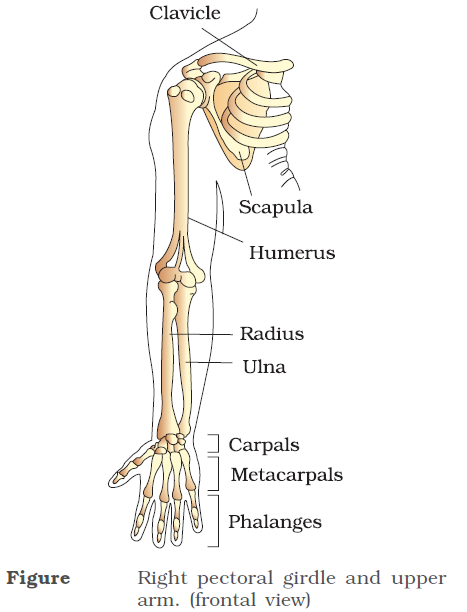 Clavicle
Scapula
Humerus
Radius
Ulna
Carpals
Metacarpals
Phalanges
Figure Right pectoral girdle and upper
arm. (frontal view)